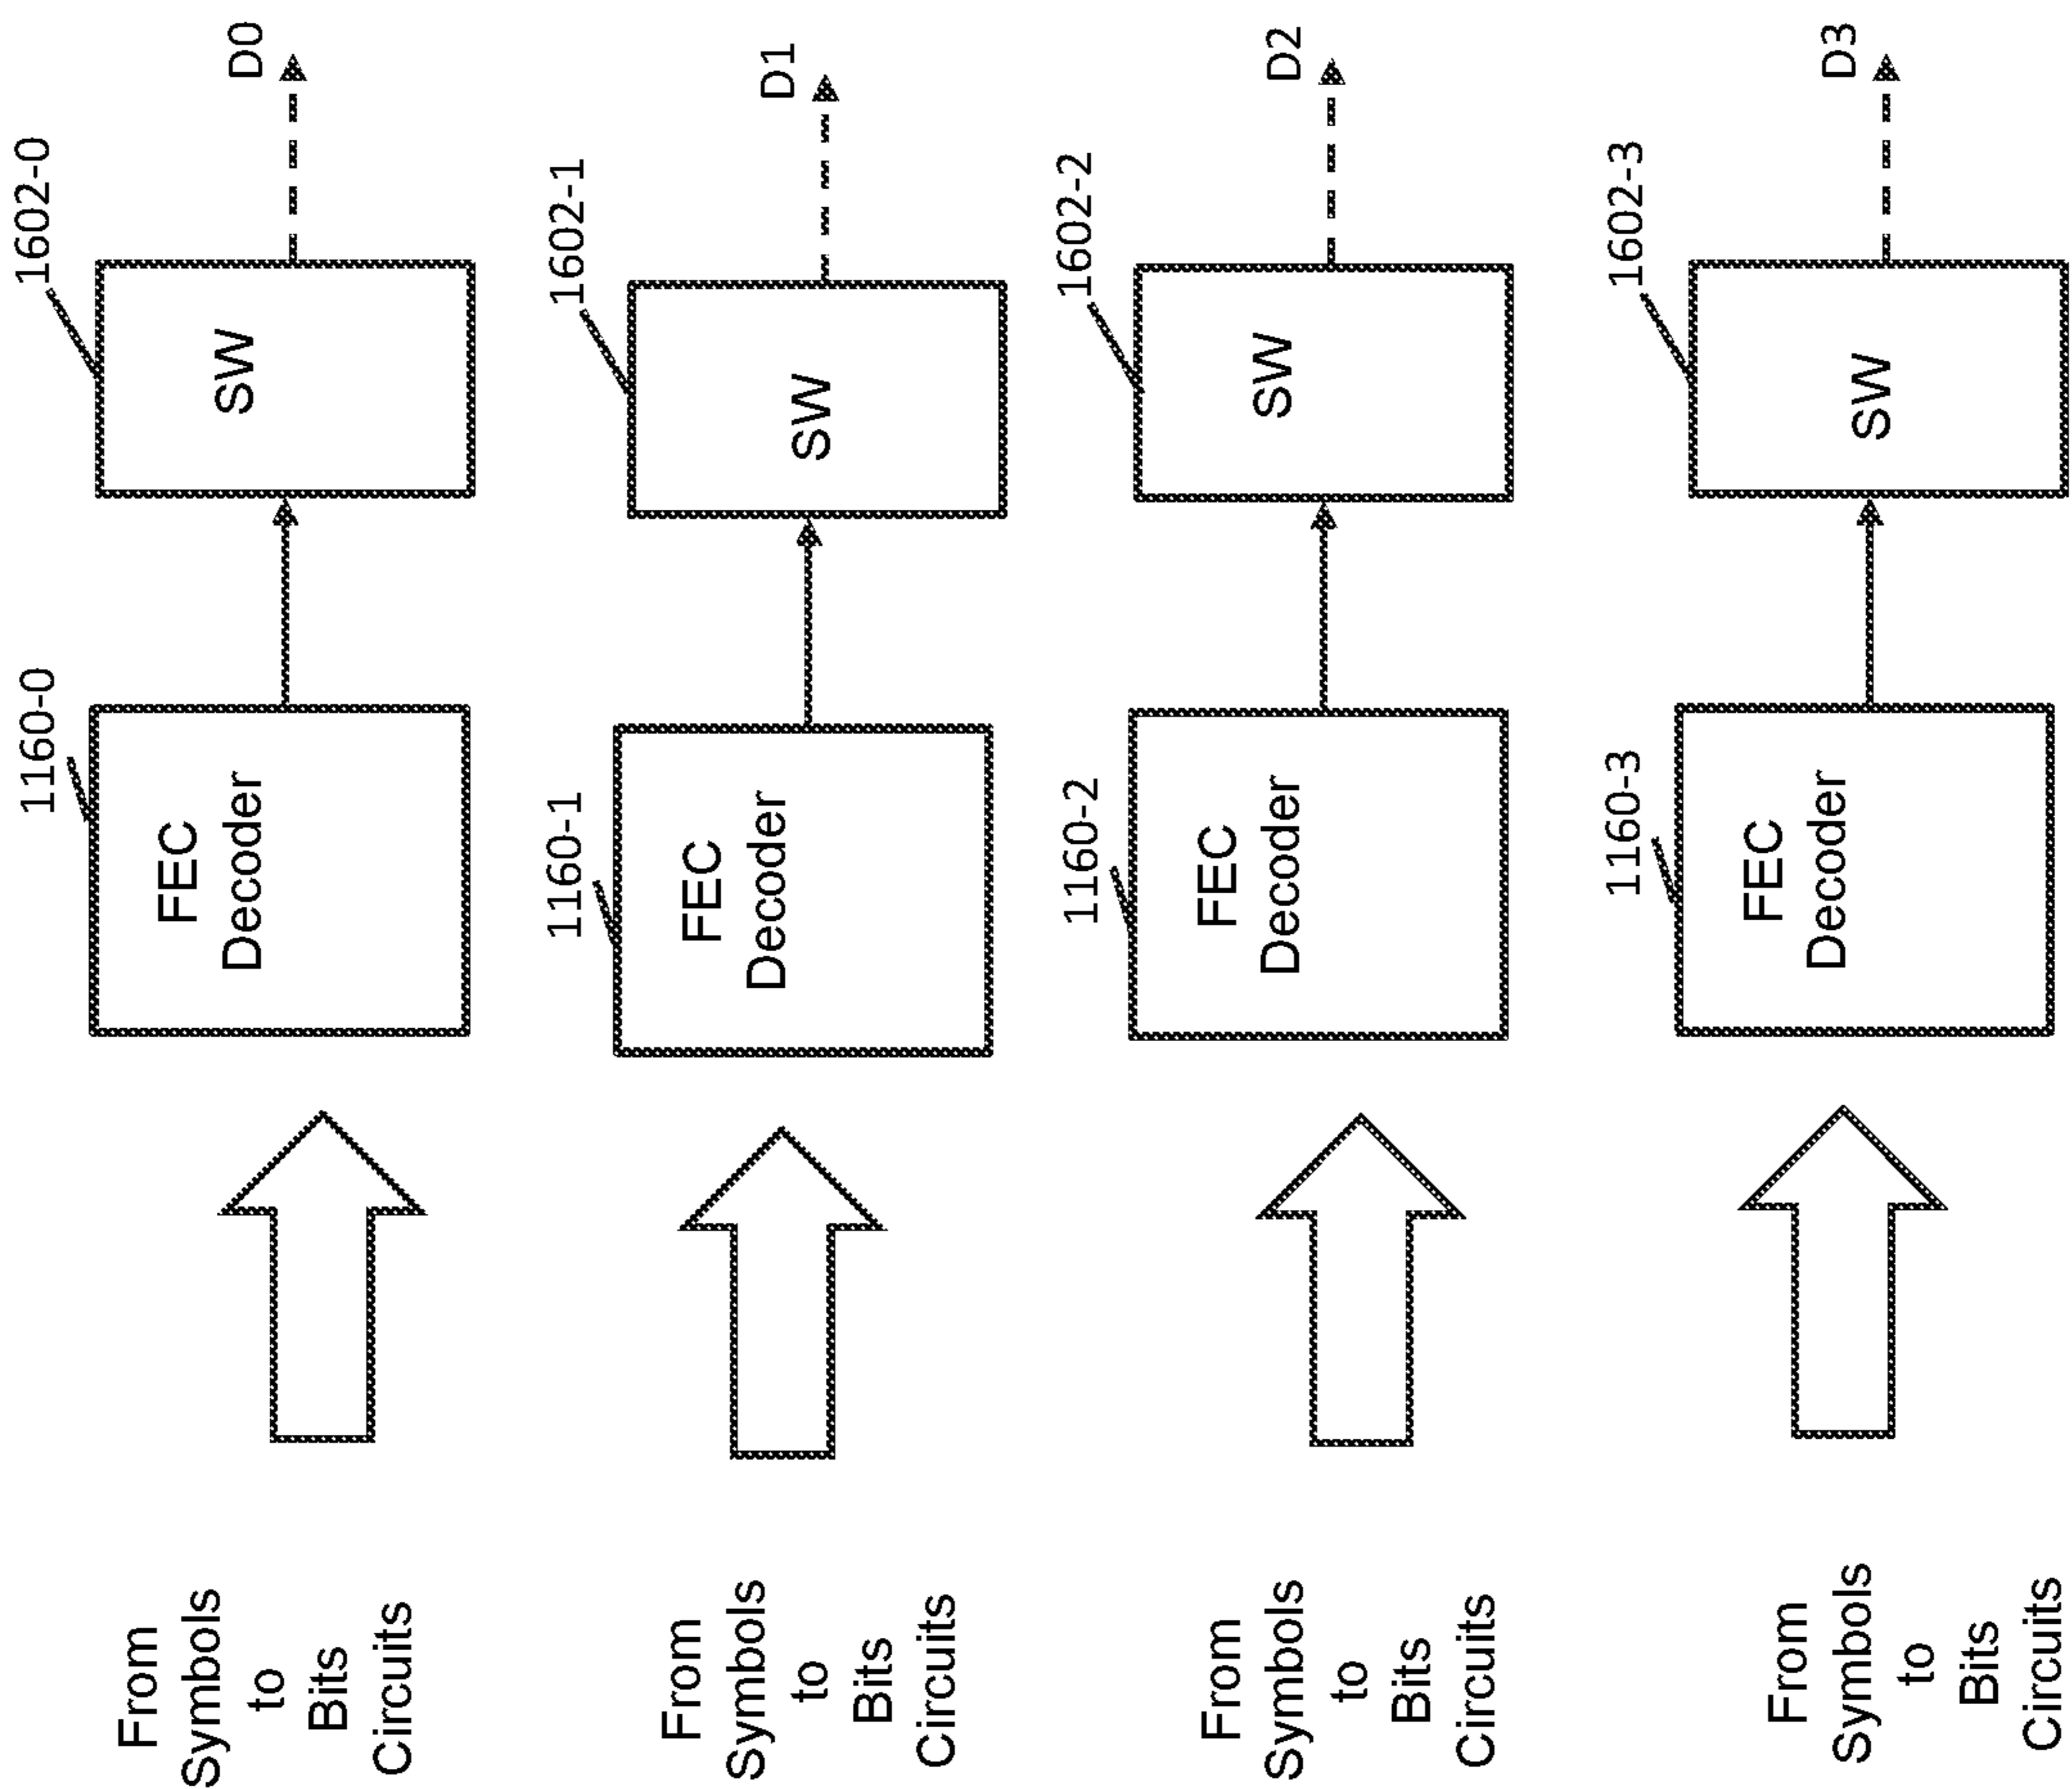 From
Symbols
to
Bits
Circuits
1160-0
FEC
Decoder
1602-0
SW
D0
From
Symbols
to
Bits
Circuits
1160-1
FEC
Decoder
1602-1
SW
D1
From
Symbols
to
Bits
Circuits
1160-2
FEC
Decoder
1602-2
SW
D2
From
Symbols
to
Bits
Circuits
1160-3
FEC
Decoder
1602-3
SW
D3